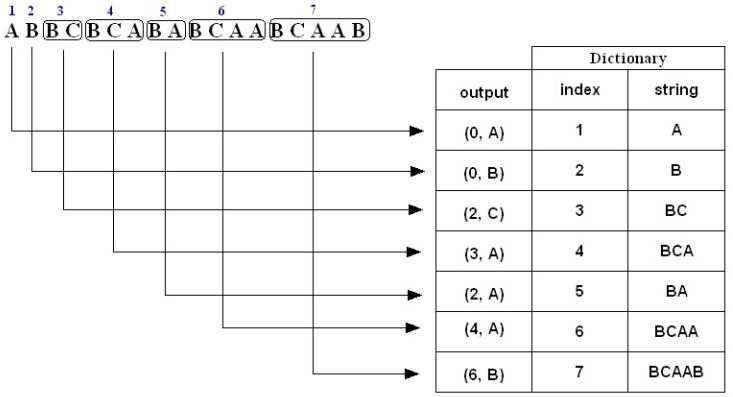 1 2 3 4 5 6 7
A B B C B C A B A B C A A B C A A B
Dictionary
output index string
(0, A) 1 A
(0, B) 2 B
(2, C) 3 BC
(3, A) 4 BCA
(2, A) 5 BA
(4, A) 6 BCAA
(6, B) 7 BCAAB